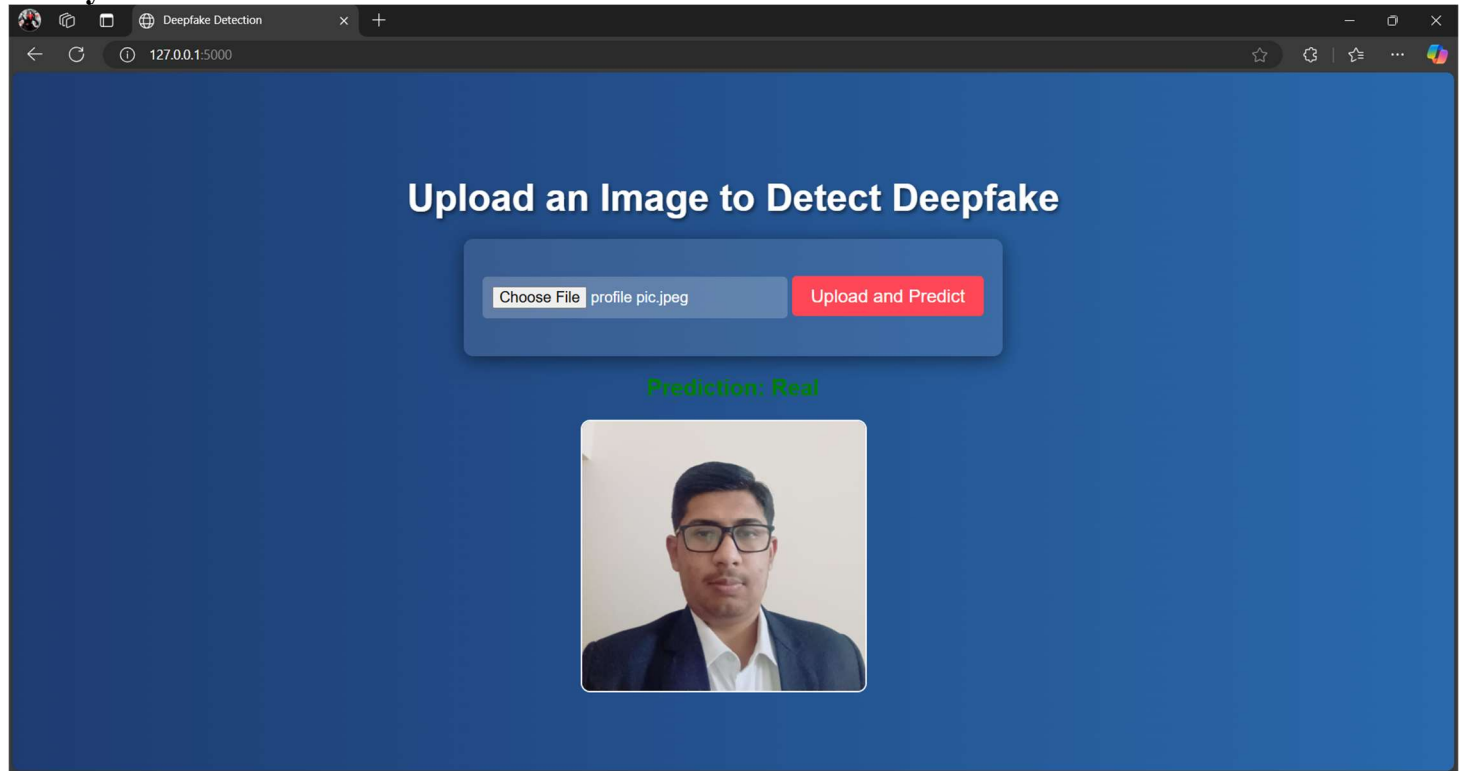 Deepfake Detection
127.0.0.1:5000
Upload an Image to Detect Deepfake
Choose File profile pic.jpeg Upload and Predict
Prediction: Real